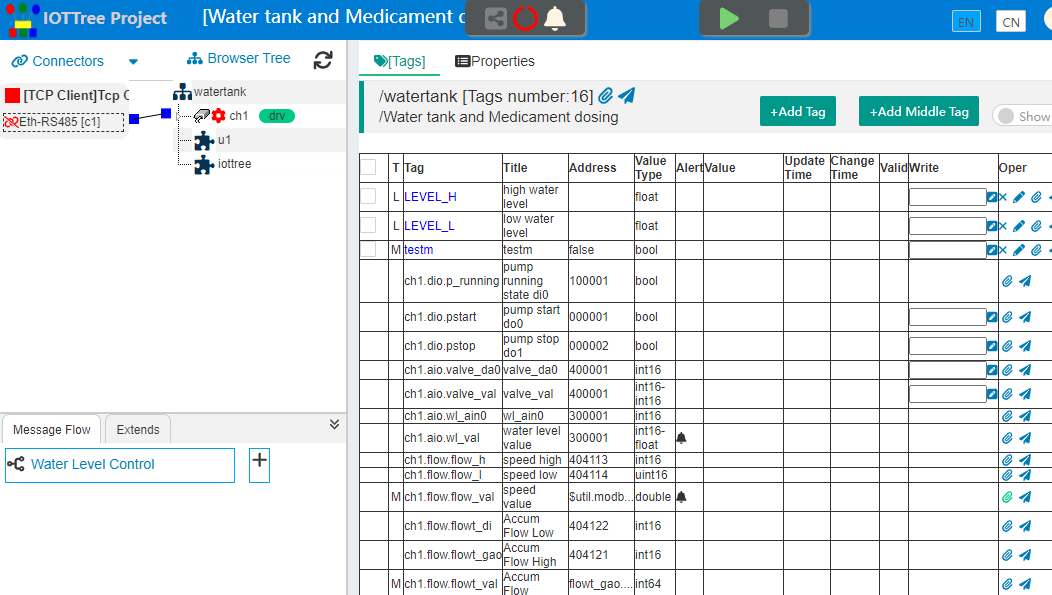 IOTTree Project
[Water tank and Medicament
EN
CN
Connectors
Browser Tree
[TCP Client]Tcp
Eth-RS485 [c1]
watertank
ch1
drv
u1
iottree
Message Flow
Extends
Water Level Control
+
[Tags]
Properties
/watertank [Tags number:16]
/Water tank and Medicament dosing
+Add Tag
+Add Middle Tag
Show
T Tag Title Address Value Type Alert Value Update Time Change Time Valid Write Oper
L LEVEL_H high water level float
L LEVEL_L low water level float
M testm testm false bool
ch1.dio.p_running pump running state di0 100001 bool
ch1.dio.pstart pump start do0 000001 bool
ch1.dio.pstop pump stop do1 000002 bool
ch1.aio.valve_da0 valve_da0 400001 int16
ch1.aio.valve_val valve_val 400001 int16-int16
ch1.aio.wl_ain0 wl_ain0 300001 int16
ch1.aio.wl_val water level value 300001 int16-float
ch1.flow.flow_h speed high 404113 int16
ch1.flow.flow_l speed low 404114 uint16
M ch1.flow.flow_val speed value $util.modb... double
ch1.flow.flowt_di Accum Flow Low 404122 int16
ch1.flow.flowt_gao Accum Flow High 404121 int16
M ch1.flow.flowt_val Accum Flow flowt_gao.... int64